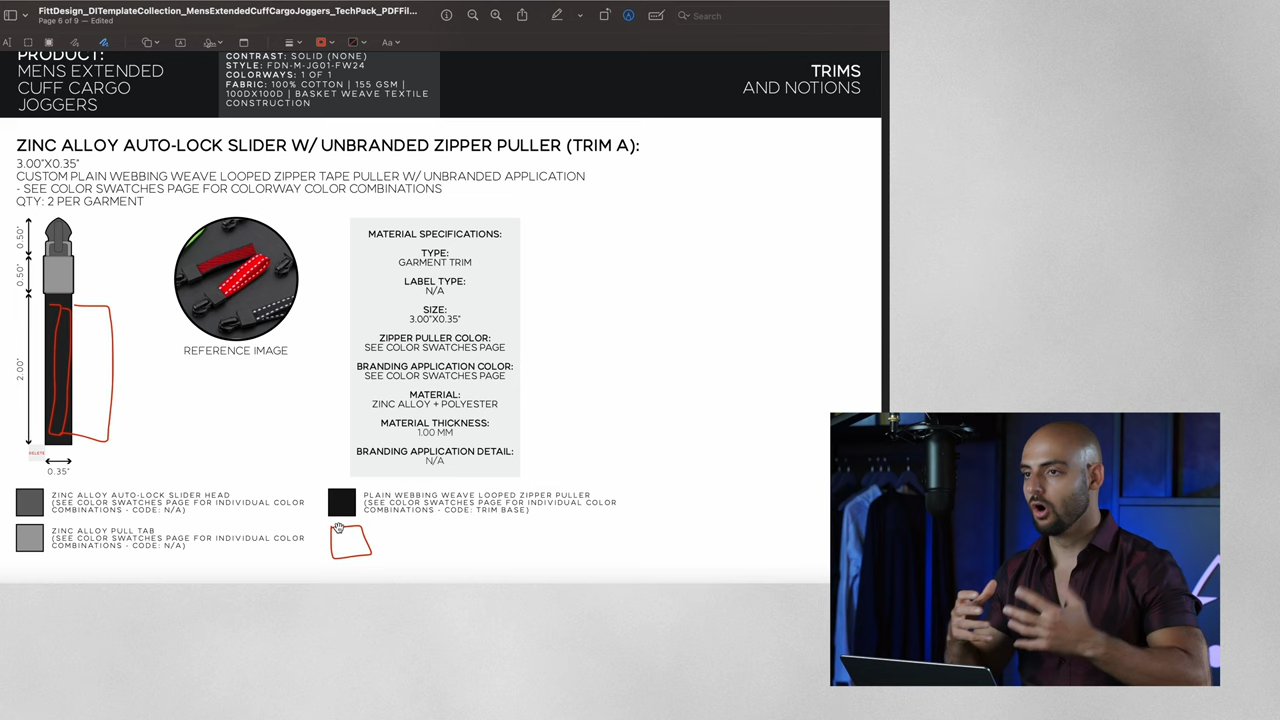 FittDesign_DITemplateCollection_MensExtendedCuffCargoJoggers_TechPack_PDFFil...
Page 6 of 9 — Edited
Search
Aa
PRODUCT:
MENS EXTENDED
CUFF CARGO
JOGGERS
CONTRAST: SOLID (NONE)
STYLE: FDN-M-JG01-FW24
COLORWAYS: 1 OF 1
FABRIC: 100% COTTON | 155 GSM |
100DX100D | BASKET WEAVE TEXTILE
CONSTRUCTION
TRIMS
AND NOTIONS
ZINC ALLOY AUTO-LOCK SLIDER W/ UNBRANDED ZIPPER PULLER (TRIM A):
3.00"X0.35"
CUSTOM PLAIN WEBBING WEAVE LOOPED ZIPPER TAPE PULLER W/ UNBRANDED APPLICATION
- SEE COLOR SWATCHES PAGE FOR COLORWAY COLOR COMBINATIONS
QTY: 2 PER GARMENT
0.50"
0.50"
2.00"
DELETE
0.35"
REFERENCE IMAGE
MATERIAL SPECIFICATIONS:
TYPE:
GARMENT TRIM
LABEL TYPE:
N/A
SIZE:
3.00"X0.35"
ZIPPER PULLER COLOR:
SEE COLOR SWATCHES PAGE
BRANDING APPLICATION COLOR:
SEE COLOR SWATCHES PAGE
MATERIAL:
ZINC ALLOY + POLYESTER
MATERIAL THICKNESS:
1.00 MM
BRANDING APPLICATION DETAIL:
N/A
ZINC ALLOY AUTO-LOCK SLIDER HEAD
(SEE COLOR SWATCHES PAGE FOR INDIVIDUAL COLOR
COMBINATIONS - CODE: N/A)
ZINC ALLOY PULL TAB
(SEE COLOR SWATCHES PAGE FOR INDIVIDUAL COLOR
COMBINATIONS - CODE: N/A)
PLAIN WEBBING WEAVE LOOPED ZIPPER PULLER
(SEE COLOR SWATCHES PAGE FOR INDIVIDUAL COLOR
COMBINATIONS - CODE: TRIM BASE)